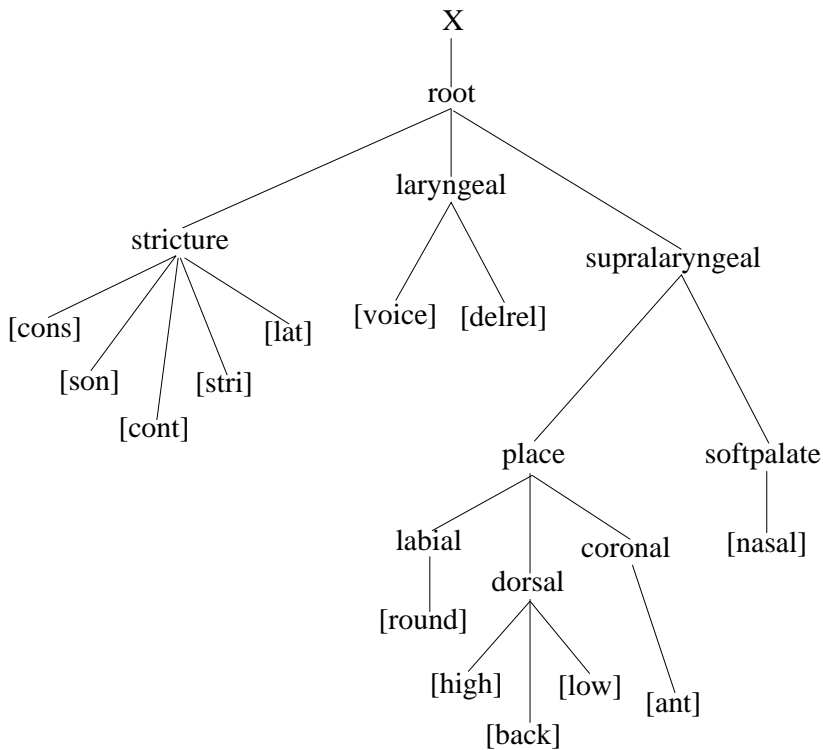 X
root
laryngeal
stricture
supralaryngeal
[cons] [lat] [voice] [delrel]
[son] [stri]
[cont]
place softpalate
labial coronal [nasal]
dorsal
[round]
[high] [low] [ant]
[back]